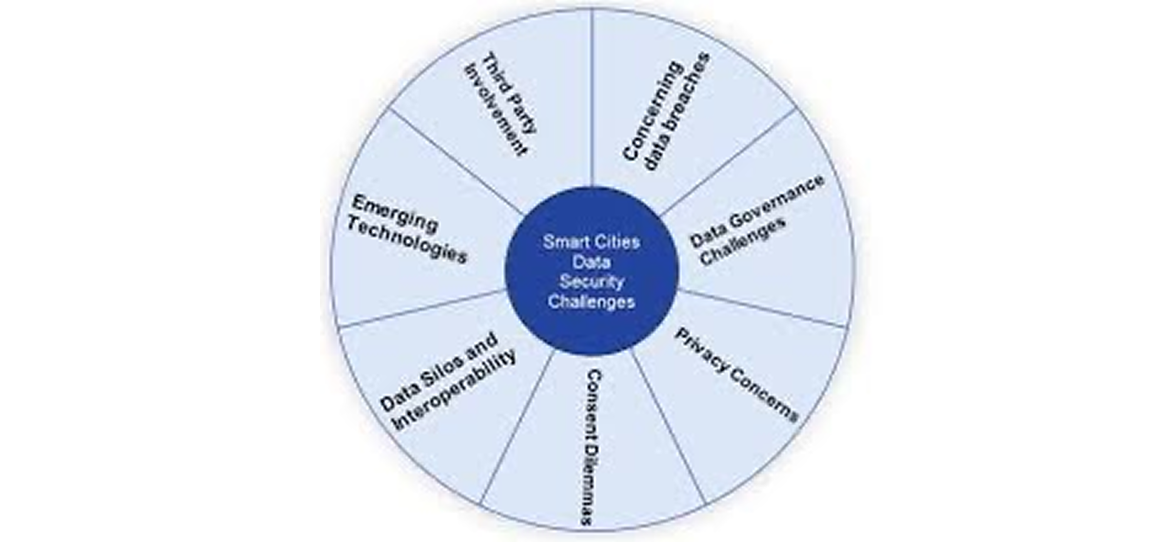 Smart Cities
Data
Security
Challenges
Concerning
data breaches
Data Governance
Challenges
Privacy Concerns
Consent Dilemmas
Data Silos and
Interoperability
Emerging
Technologies
Third Party
Involvement